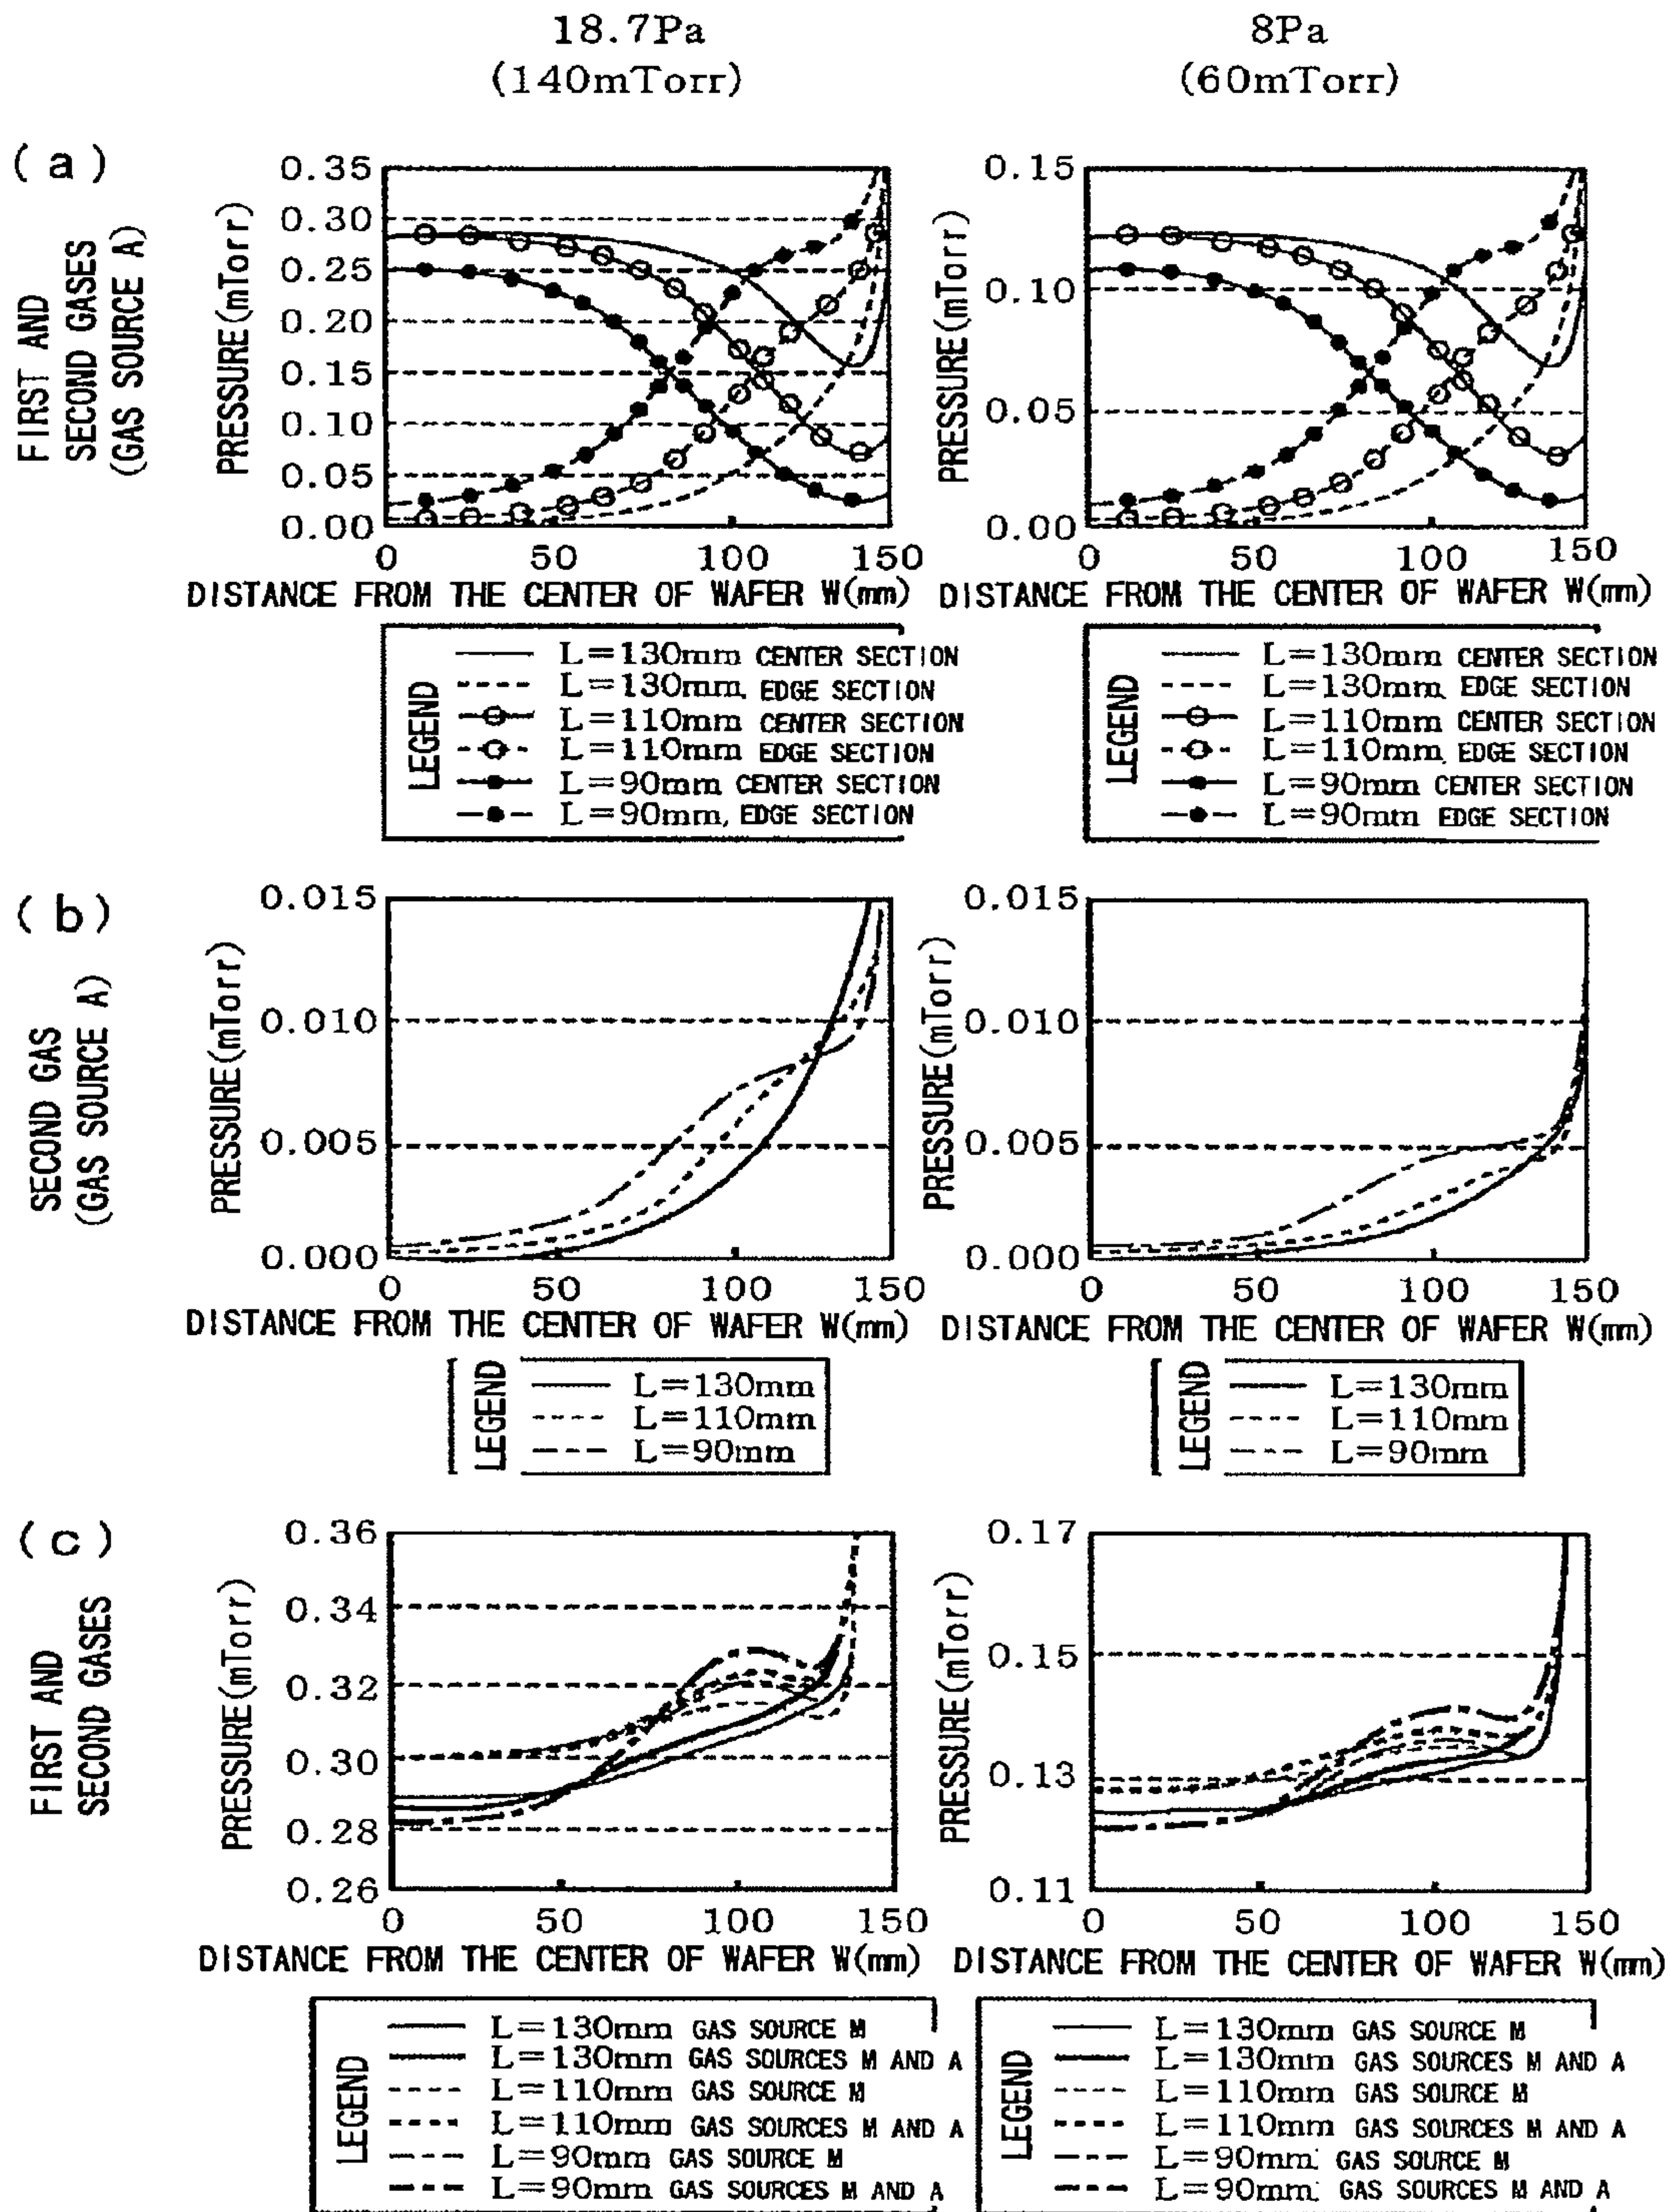 18.7Pa
(140mTorr)
8Pa
(60mTorr)
(a)
FIRST AND
SECOND GASES
(GAS SOURCE A)
PRESSURE(mTorr)
0.35
0.30
0.25
0.20
0.15
0.10
0.05
0.00
0 50 100 150
DISTANCE FROM THE CENTER OF WAFER W(mm)
LEGEND
L=130mm CENTER SECTION
L=130mm EDGE SECTION
L=110mm CENTER SECTION
L=110mm EDGE SECTION
L=90mm CENTER SECTION
L=90mm, EDGE SECTION
PRESSURE(mTorr)
0.15
0.10
0.05
0.00
0 50 100 150
DISTANCE FROM THE CENTER OF WAFER W(mm)
LEGEND
L=130mm CENTER SECTION
L=130mm EDGE SECTION
L=110mm CENTER SECTION
L=110mm EDGE SECTION
L=90mm CENTER SECTION
L=90mm EDGE SECTION
(b)
SECOND GAS
(GAS SOURCE A)
PRESSURE(mTorr)
0.015
0.010
0.005
0.000
0 50 100 150
DISTANCE FROM THE CENTER OF WAFER W(mm)
LEGEND
L=130mm
L=110mm
L=90mm
PRESSURE(mTorr)
0.015
0.010
0.005
0.000
0 50 100 150
DISTANCE FROM THE CENTER OF WAFER W(mm)
LEGEND
L=130mm
L=110mm
L=90mm
(c)
FIRST AND
SECOND GASES
PRESSURE(mTorr)
0.36
0.34
0.32
0.30
0.28
0.26
0 50 100 150
DISTANCE FROM THE CENTER OF WAFER W(mm)
LEGEND
L=130mm GAS SOURCE M
L=130mm GAS SOURCES M AND A
L=110mm GAS SOURCE M
L=110mm GAS SOURCES M AND A
L=90mm GAS SOURCE M
L=90mm GAS SOURCES M AND A
PRESSURE(mTorr)
0.17
0.15
0.13
0.11
0 50 100 150
DISTANCE FROM THE CENTER OF WAFER W(mm)
LEGEND
L=130mm GAS SOURCE M
L=130mm GAS SOURCES M AND A
L=110mm GAS SOURCE M
L=110mm GAS SOURCES M AND A
L=90mm GAS SOURCE M
L=90mm GAS SOURCES M AND A